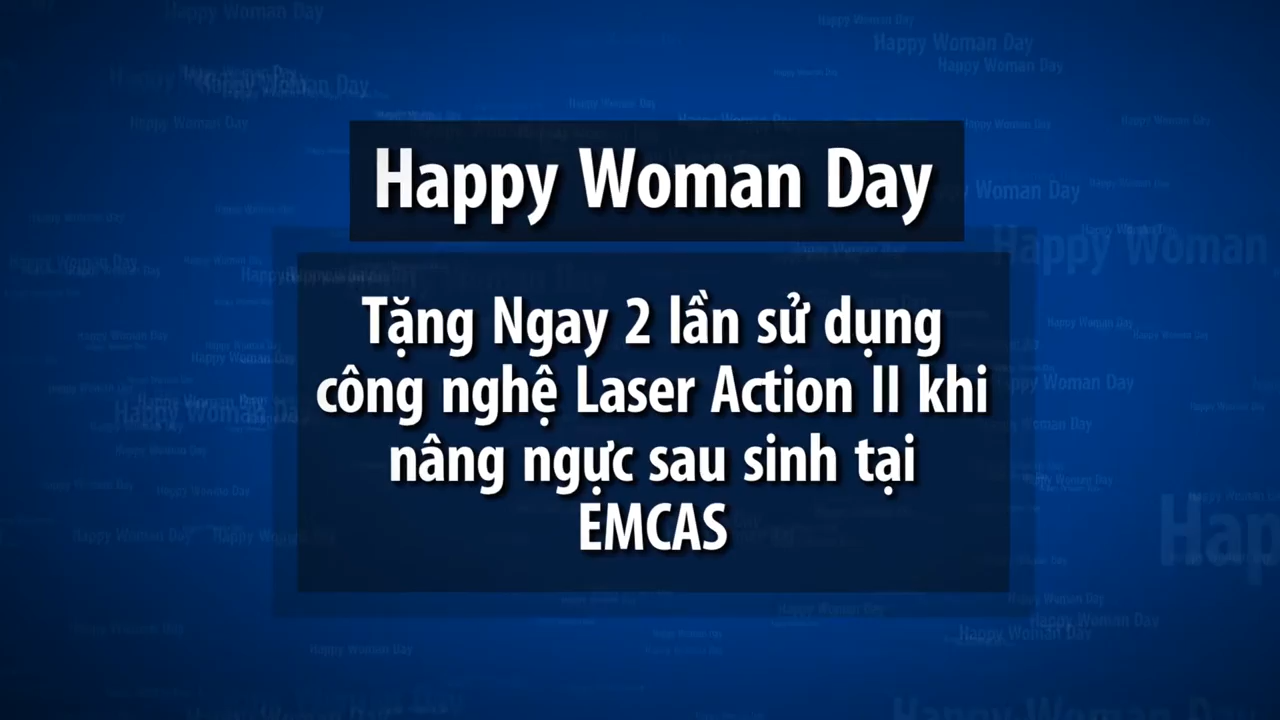 Happy Woman Day
Tặng Ngay 2 lần sử dụng
công nghệ Laser Action II khi
nâng ngực sau sinh tại
EMCAS